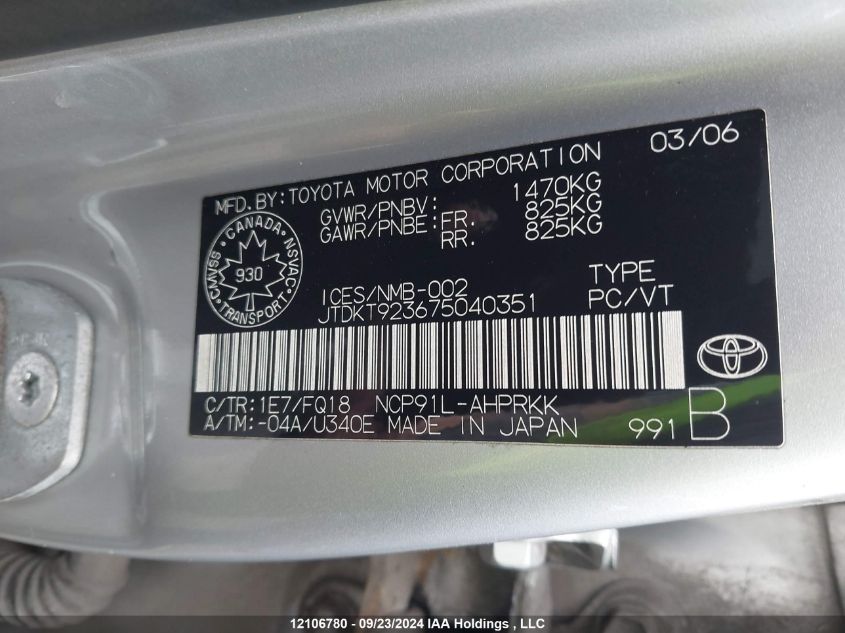 03/06
MFD.BY:TOYOTA MOTOR CORPORATION
GVWR/PNBV: 1470KG
GAWR/PNBE:FR. 825KG
RR. 825KG
CANADA
CMVSS NSVAC
930
TRANSPORT
ICES/NMB-002 TYPE
JTDKT923675040351 PC/VT
C/TR:1E7/FQ18 NCP91L-AHPRKK
A/TM:-04A/U340E MADE IN JAPAN 991 B
12106780 - 09/23/2024 IAA Holdings , LLC